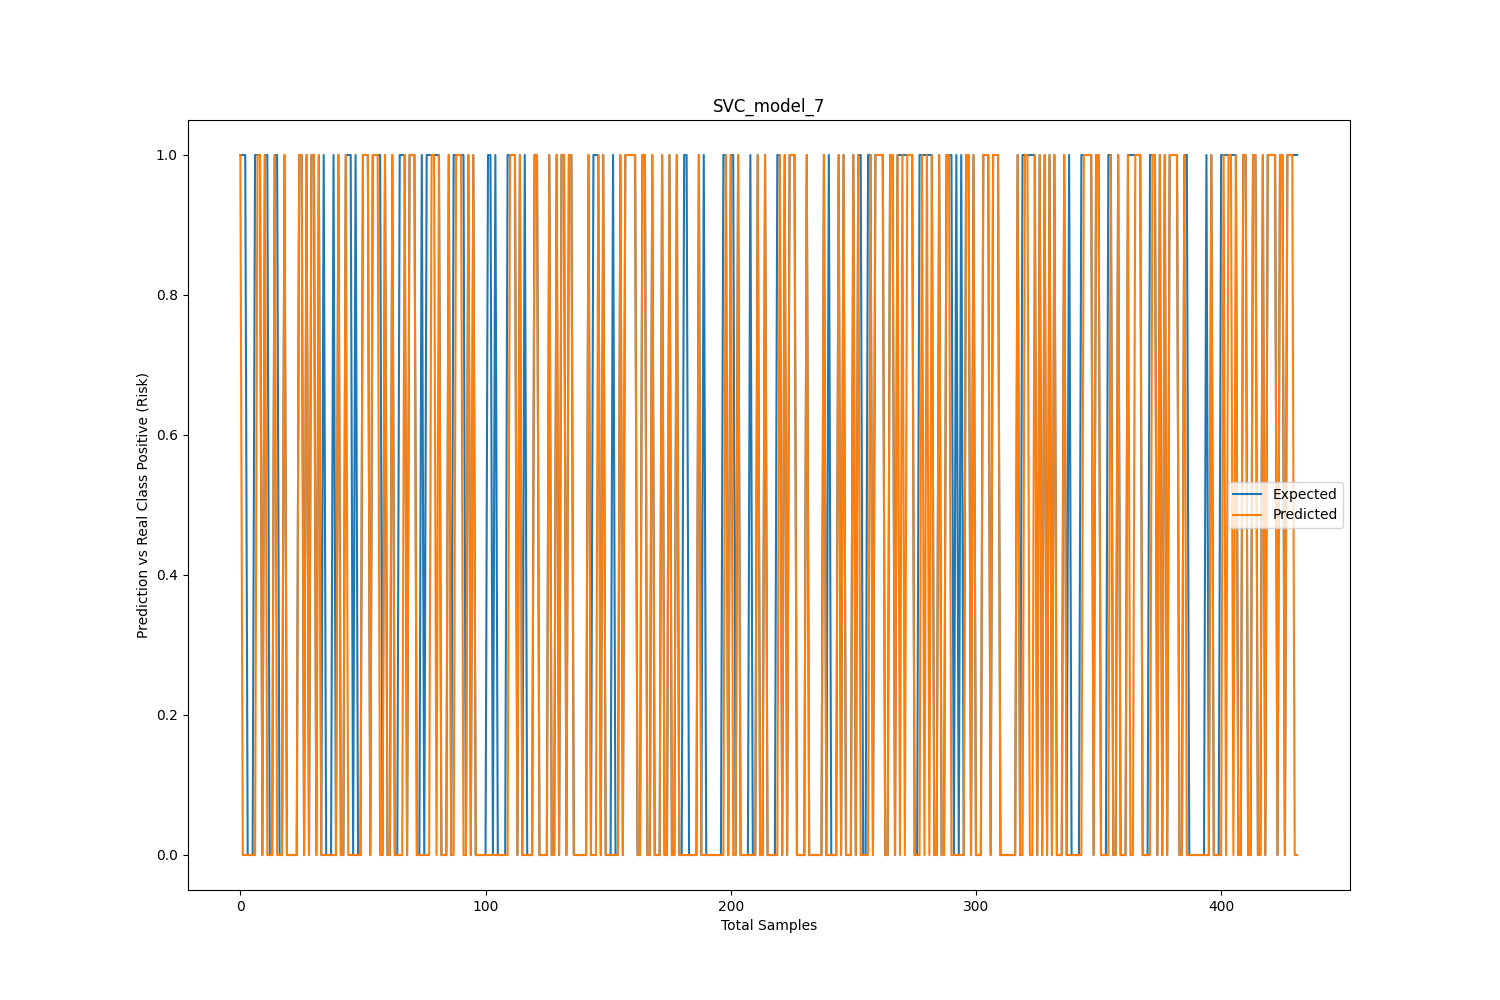 SVC_model_7
Prediction vs Real Class Positive (Risk)
1.0
0.8
0.6
0.4
0.2
0.0
Expected
Predicted
0 100 200 300 400
Total Samples